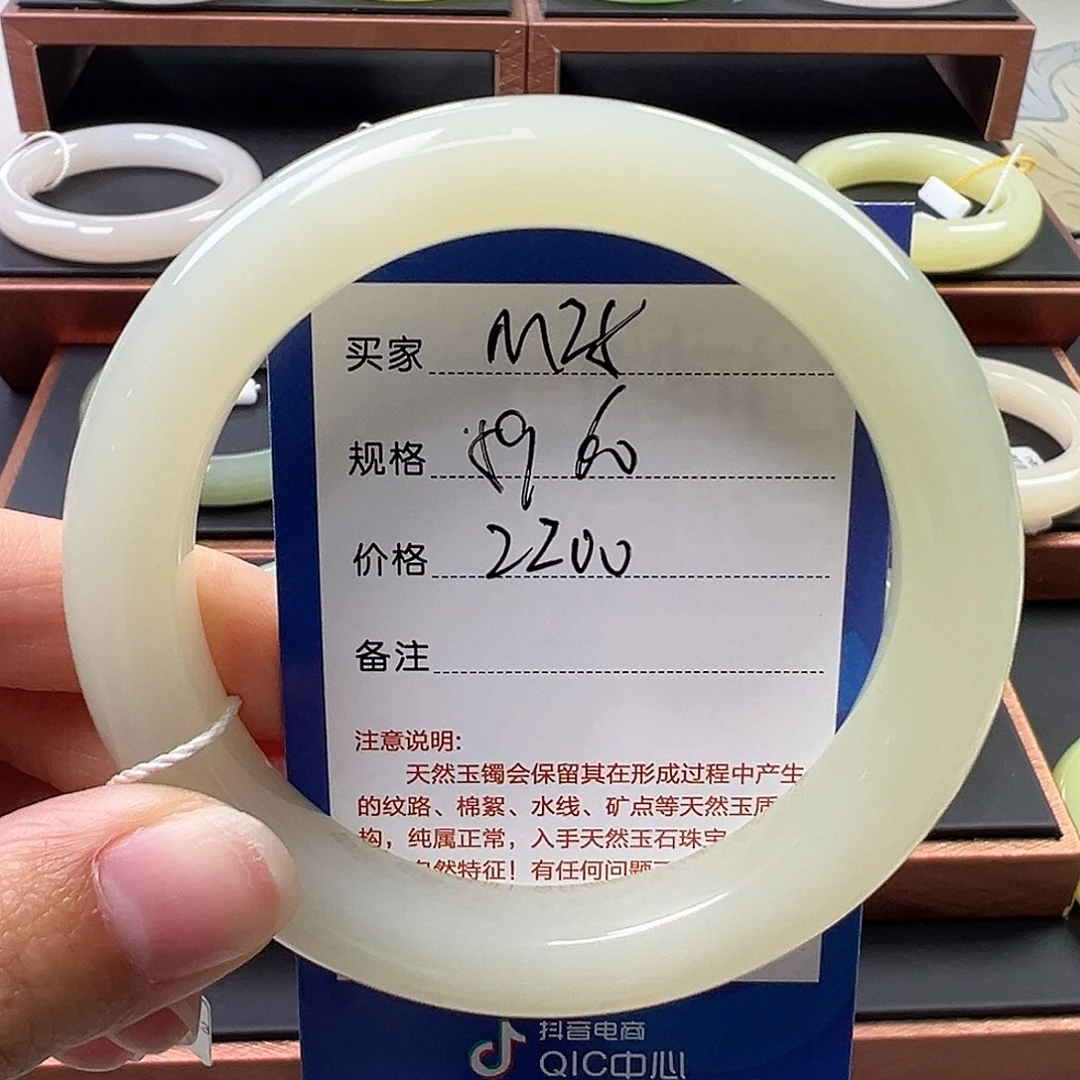 买家 M28
规格 60
价格 2200
备注
注意说明:
天然玉镯会保留其在形成过程中产生
的纹路、棉絮、水线、矿点等天然玉质
构，纯属正常，入手天然玉石珠宝
然特征！有任何问题
抖音电商
QIC中心